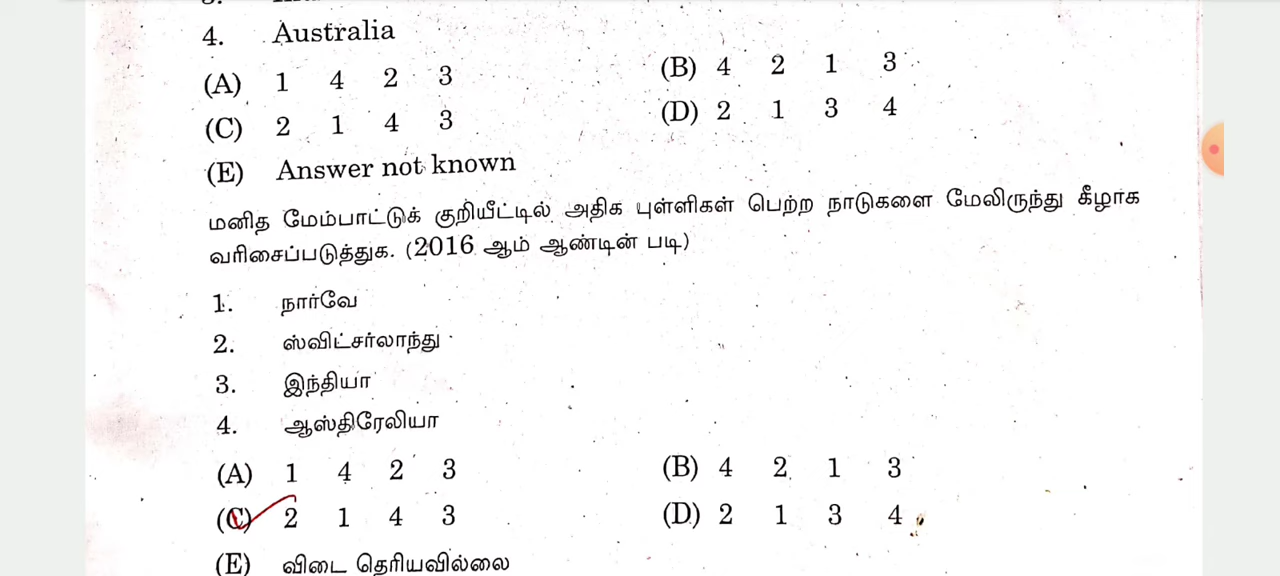 4. Australia
(A) 1 4 2 3 (B) 4 2 1 3
(C) 2 1 4 3 (D) 2 1 3 4
(E) Answer not known
மனித மேம்பாட்டுக் குறியீட்டில் அதிக புள்ளிகள் பெற்ற நாடுகளை மேலிருந்து கீழாக
வரிசைப்படுத்துக. (2016 ஆம் ஆண்டின் படி)
1. நார்வே
2. ஸ்விட்சர்லாந்து
3. இந்தியா
4. ஆஸ்திரேலியா
(A) 1 4 2 3 (B) 4 2 1 3
(C) 2 1 4 3 (D) 2 1 3 4
(E) விடை தெரியவில்லை